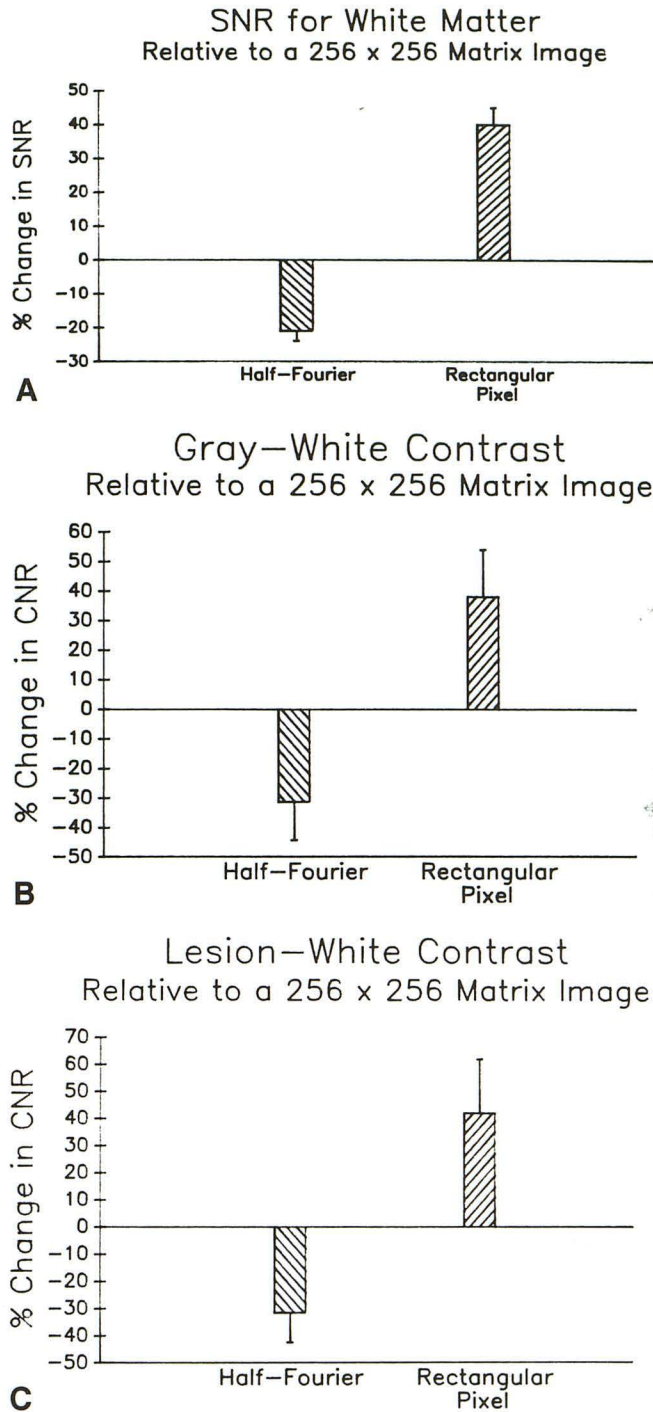 SNR for White Matter
Relative to a 256 x 256 Matrix Image
% Change in SNR
50
40
30
20
10
0
−10
−20
−30
Half−Fourier
Rectangular
Pixel
A
Gray−White Contrast
Relative to a 256 x 256 Matrix Image
% Change in CNR
60
50
40
30
20
10
0
−10
−20
−30
−40
−50
Half−Fourier
Rectangular
Pixel
B
Lesion−White Contrast
Relative to a 256 x 256 Matrix Image
% Change in CNR
70
60
50
40
30
20
10
0
−10
−20
−30
−40
−50
Half−Fourier
Rectangular
Pixel
C